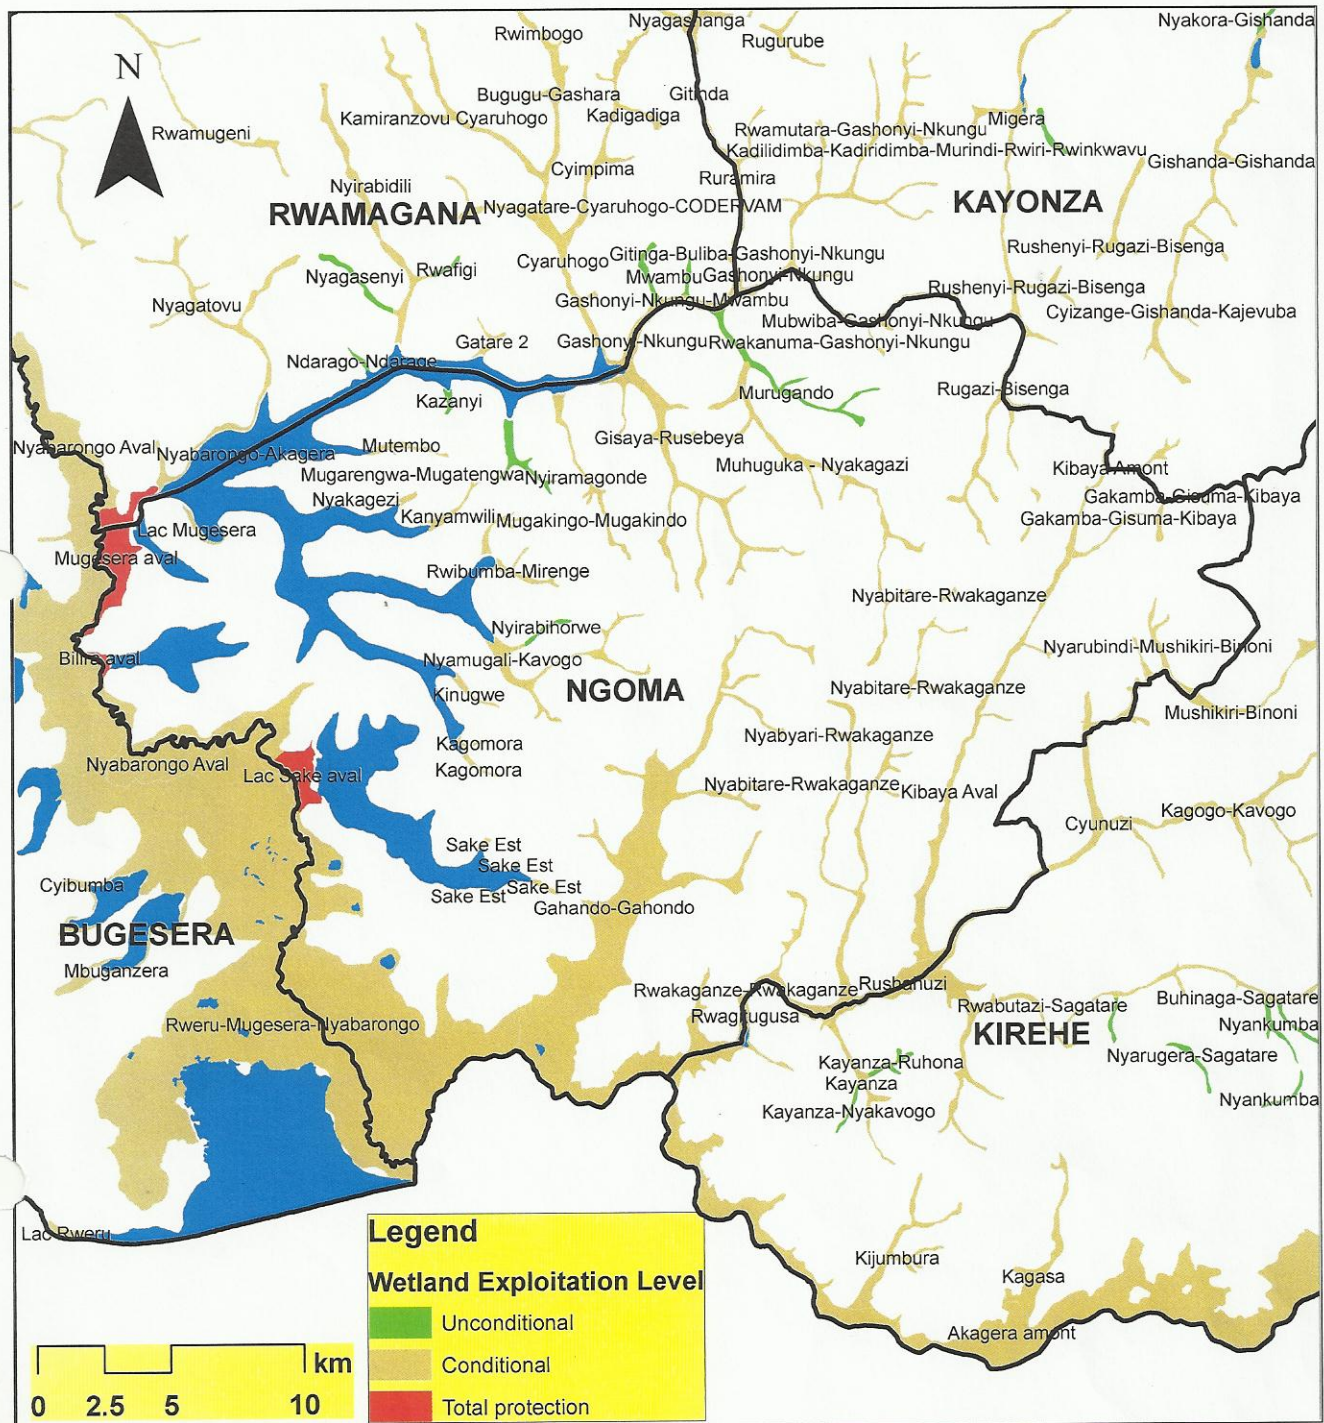 Nyagashanga
Nyakora-Gishanda
Rwimbogo
Rugurube
N
Bugugu-Gashara
Gitinda
Kamiranzovu Cyaruhogo
Kadigadiga
Migera
Rwamugeni
Rwamutara-Gashonyi-Nkungu
Kadilidimba-Kadiridimba-Murindi-Rwiri-Rwinkwavu
Gishanda-Gishanda
Cyimpima
Ruramira
Nyirabidili
RWAMAGANA
Nyagatare-Cyaruhogo-CODERVAM
KAYONZA
Rushenyi-Rugazi-Bisenga
Gitinga-Buliba-Gashonyi-Nkungu
Cyaruhogo
Nyagasenyi
Rwafigi
Mwambu
Gashonyi-Nkungu
Rushenyi-Rugazi-Bisenga
Nyagatovu
Gashonyi-Nkungu-Mwambu
Cyizange-Gishanda-Kajevuba
Mubwiba-Gashonyi-Nkungu
Gatare 2
Gashonyi-Nkungu
Rwakanuma-Gashonyi-Nkungu
Ndarago-Ndarage
Rugazi-Bisenga
Kazanyi
Murugando
Gisaya-Rusebeya
Nyabarongo Aval
Nyabarongo-Akagera
Mutembo
Muhuguka - Nyakagazi
Kibaya Amont
Mugarengwa-Mugatengwa
Nyiramagonde
Nyakagezi
Gakamba-Gisuma-Kibaya
Kanyamwili
Mugakingo-Mugakindo
Gakamba-Gisuma-Kibaya
Lac Mugesera
Mugesera aval
Rwibumba-Mirenge
Nyabitare-Rwakaganze
Nyirabihorwe
Nyarubindi-Mushikiri-Binoni
Bilira aval
Nyamugali-Kavogo
NGOMA
Nyabitare-Rwakaganze
Kinugwe
Mushikiri-Binoni
Nyabyari-Rwakaganze
Kagomora
Nyabarongo Aval
Lac Sake aval
Kagomora
Nyabitare-Rwakaganze
Kibaya Aval
Kagogo-Kavogo
Cyunuzi
Sake Est
Sake Est
Cyibumba
Sake Est
Sake Est
Gahando-Gahondo
BUGESERA
Mbuganzera
Rwakaganze-Rwakaganze
Rushanuzi
Buhinaga-Sagatare
Rwabutazi-Sagatare
Rwagitugusa
Rweru-Mugesera-Nyabarongo
Nyankumba
KIREHE
Nyarugera-Sagatare
Kayanza-Ruhona
Kayanza
Nyankumba
Kayanza-Nyakavogo
Lac Rweru
Kijumbura
Kagasa
Akagera amont
Legend
Wetland Exploitation Level
Unconditional
Conditional
Total protection
km
0 2.5 5 10